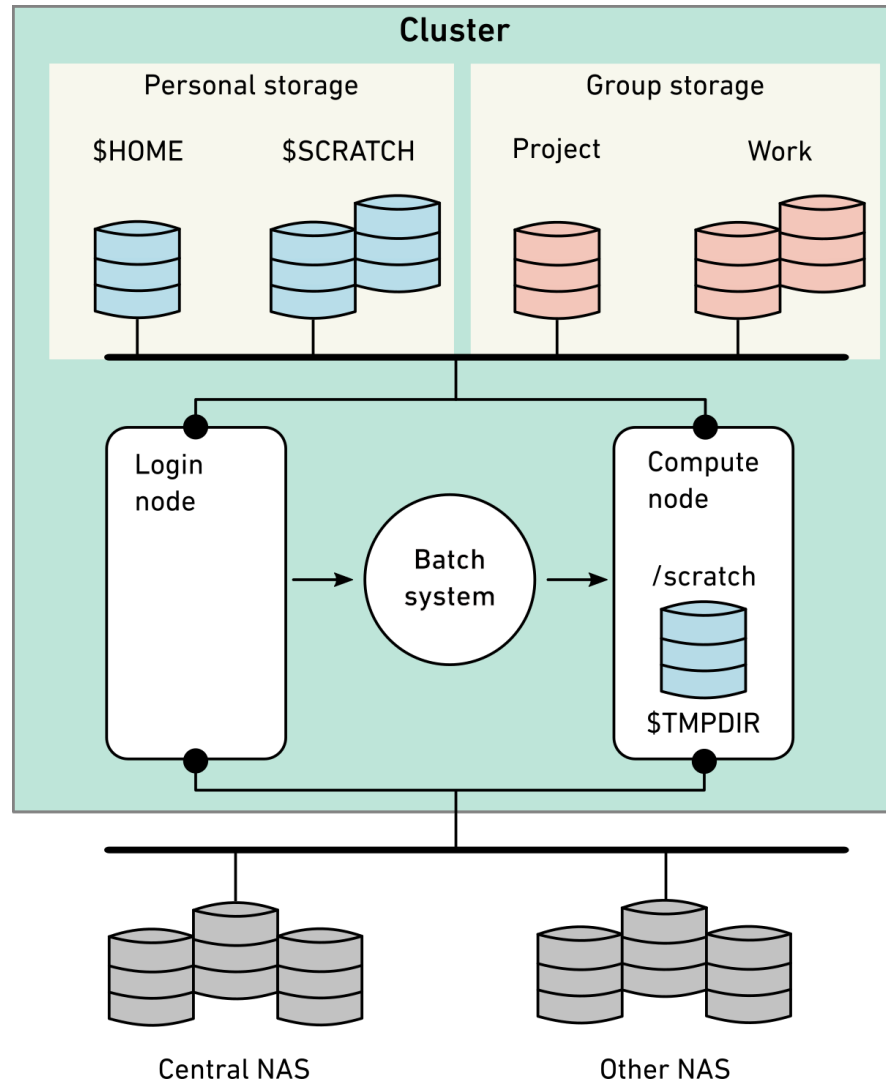 Cluster
Personal storage
Group storage
$HOME
$SCRATCH
Project
Work
Login
node
Batch
system
Compute
node
/scratch
$TMPDIR
Central NAS
Other NAS